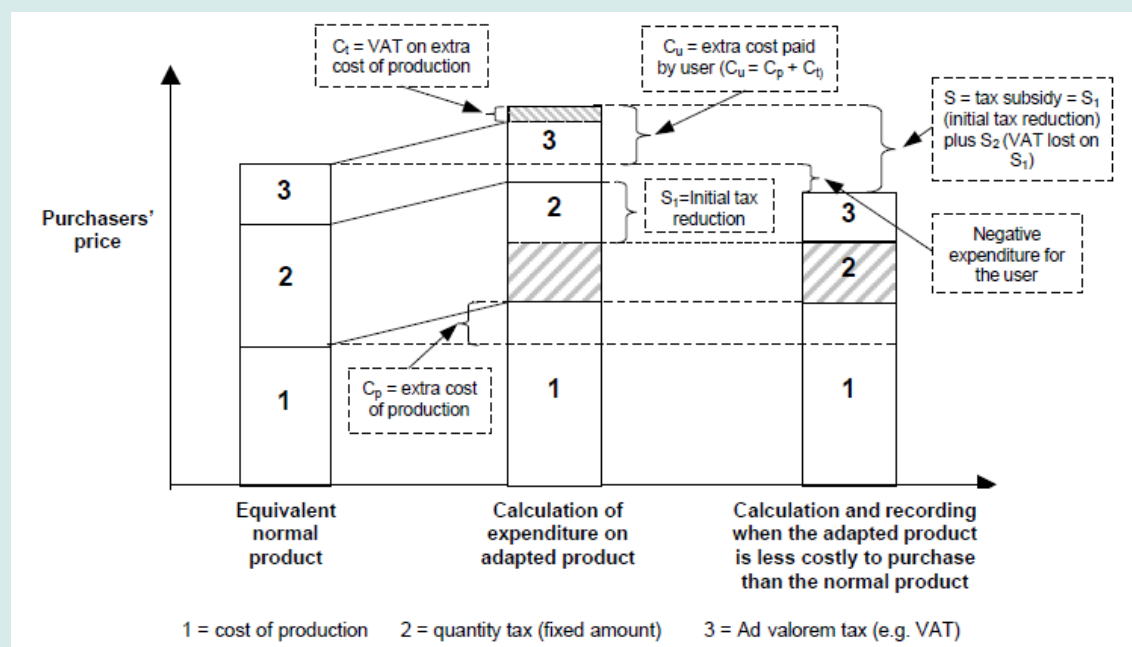 Cₜ = VAT on extra
cost of production
Cᵤ = extra cost paid
by user (Cᵤ = Cₚ + Cₜ)
S = tax subsidy = S₁
(initial tax reduction)
plus S₂ (VAT lost on
S₁)
Purchasers'
price
3
2
1
3
2
1
S₁=Initial tax
reduction
Cₚ = extra cost
of production
3
2
1
Negative
expenditure for
the user
Equivalent
normal
product
Calculation of
expenditure on
adapted product
Calculation and recording
when the adapted product
is less costly to purchase
than the normal product
1 = cost of production 2 = quantity tax (fixed amount) 3 = Ad valorem tax (e.g. VAT)